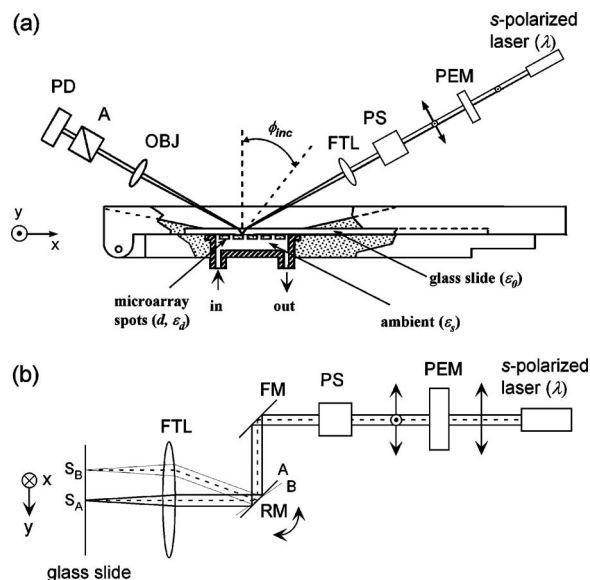 (a)
s-polarized
laser (λ)
PEM
PS
FTL
ϕinc
OBJ
A
PD
y
x
glass slide (ε0)
microarray
spots (d, εd)
in
out
ambient (εs)
(b)
s-polarized
laser (λ)
PEM
PS
FM
FTL
SB
SA
x
y
A
B
RM
glass slide